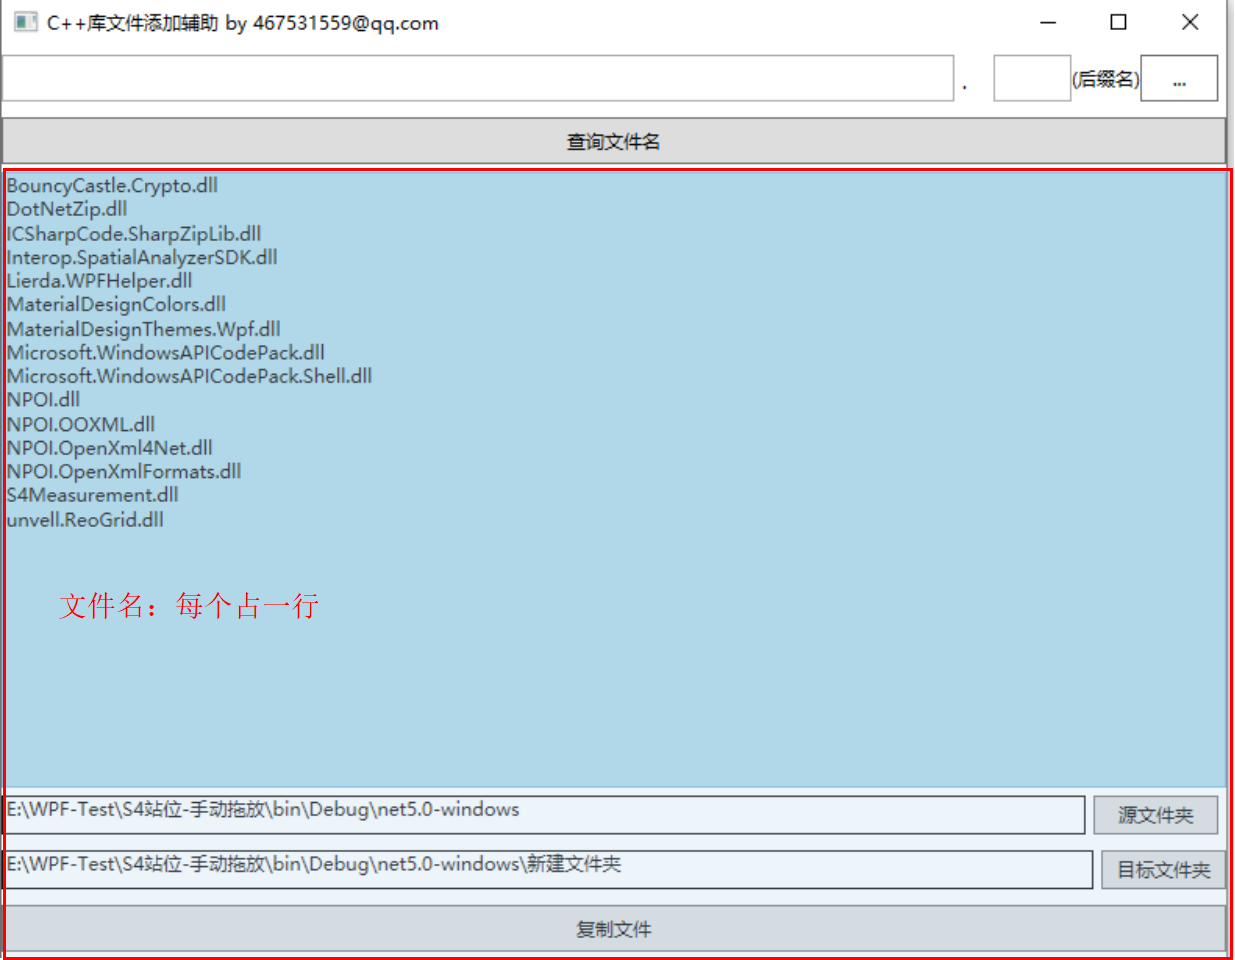 C++库文件添加辅助 by 467531559@qq.com
. (后缀名) ...
查询文件名
BouncyCastle.Crypto.dll
DotNetZip.dll
ICSharpCode.SharpZipLib.dll
Interop.SpatialAnalyzerSDK.dll
Lierda.WPFHelper.dll
MaterialDesignColors.dll
MaterialDesignThemes.Wpf.dll
Microsoft.WindowsAPICodePack.dll
Microsoft.WindowsAPICodePack.Shell.dll
NPOI.dll
NPOI.OOXML.dll
NPOI.OpenXml4Net.dll
NPOI.OpenXmlFormats.dll
S4Measurement.dll
unvell.ReoGrid.dll
文件名：每个占一行
E:\WPF-Test\S4站位-手动拖放\bin\Debug\net5.0-windows 源文件夹
E:\WPF-Test\S4站位-手动拖放\bin\Debug\net5.0-windows\新建文件夹 目标文件夹
复制文件